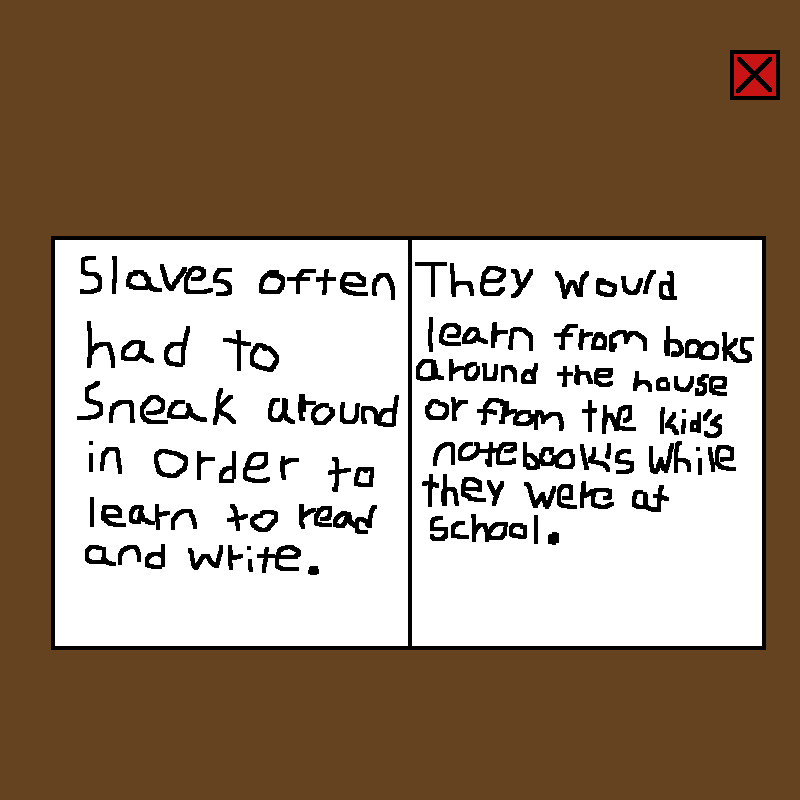 Slaves often
had to
Sneak around
in order to
learn to read
and write.
They would
learn from books
around the house
or from the kid's
notebook's while
they were at
school.